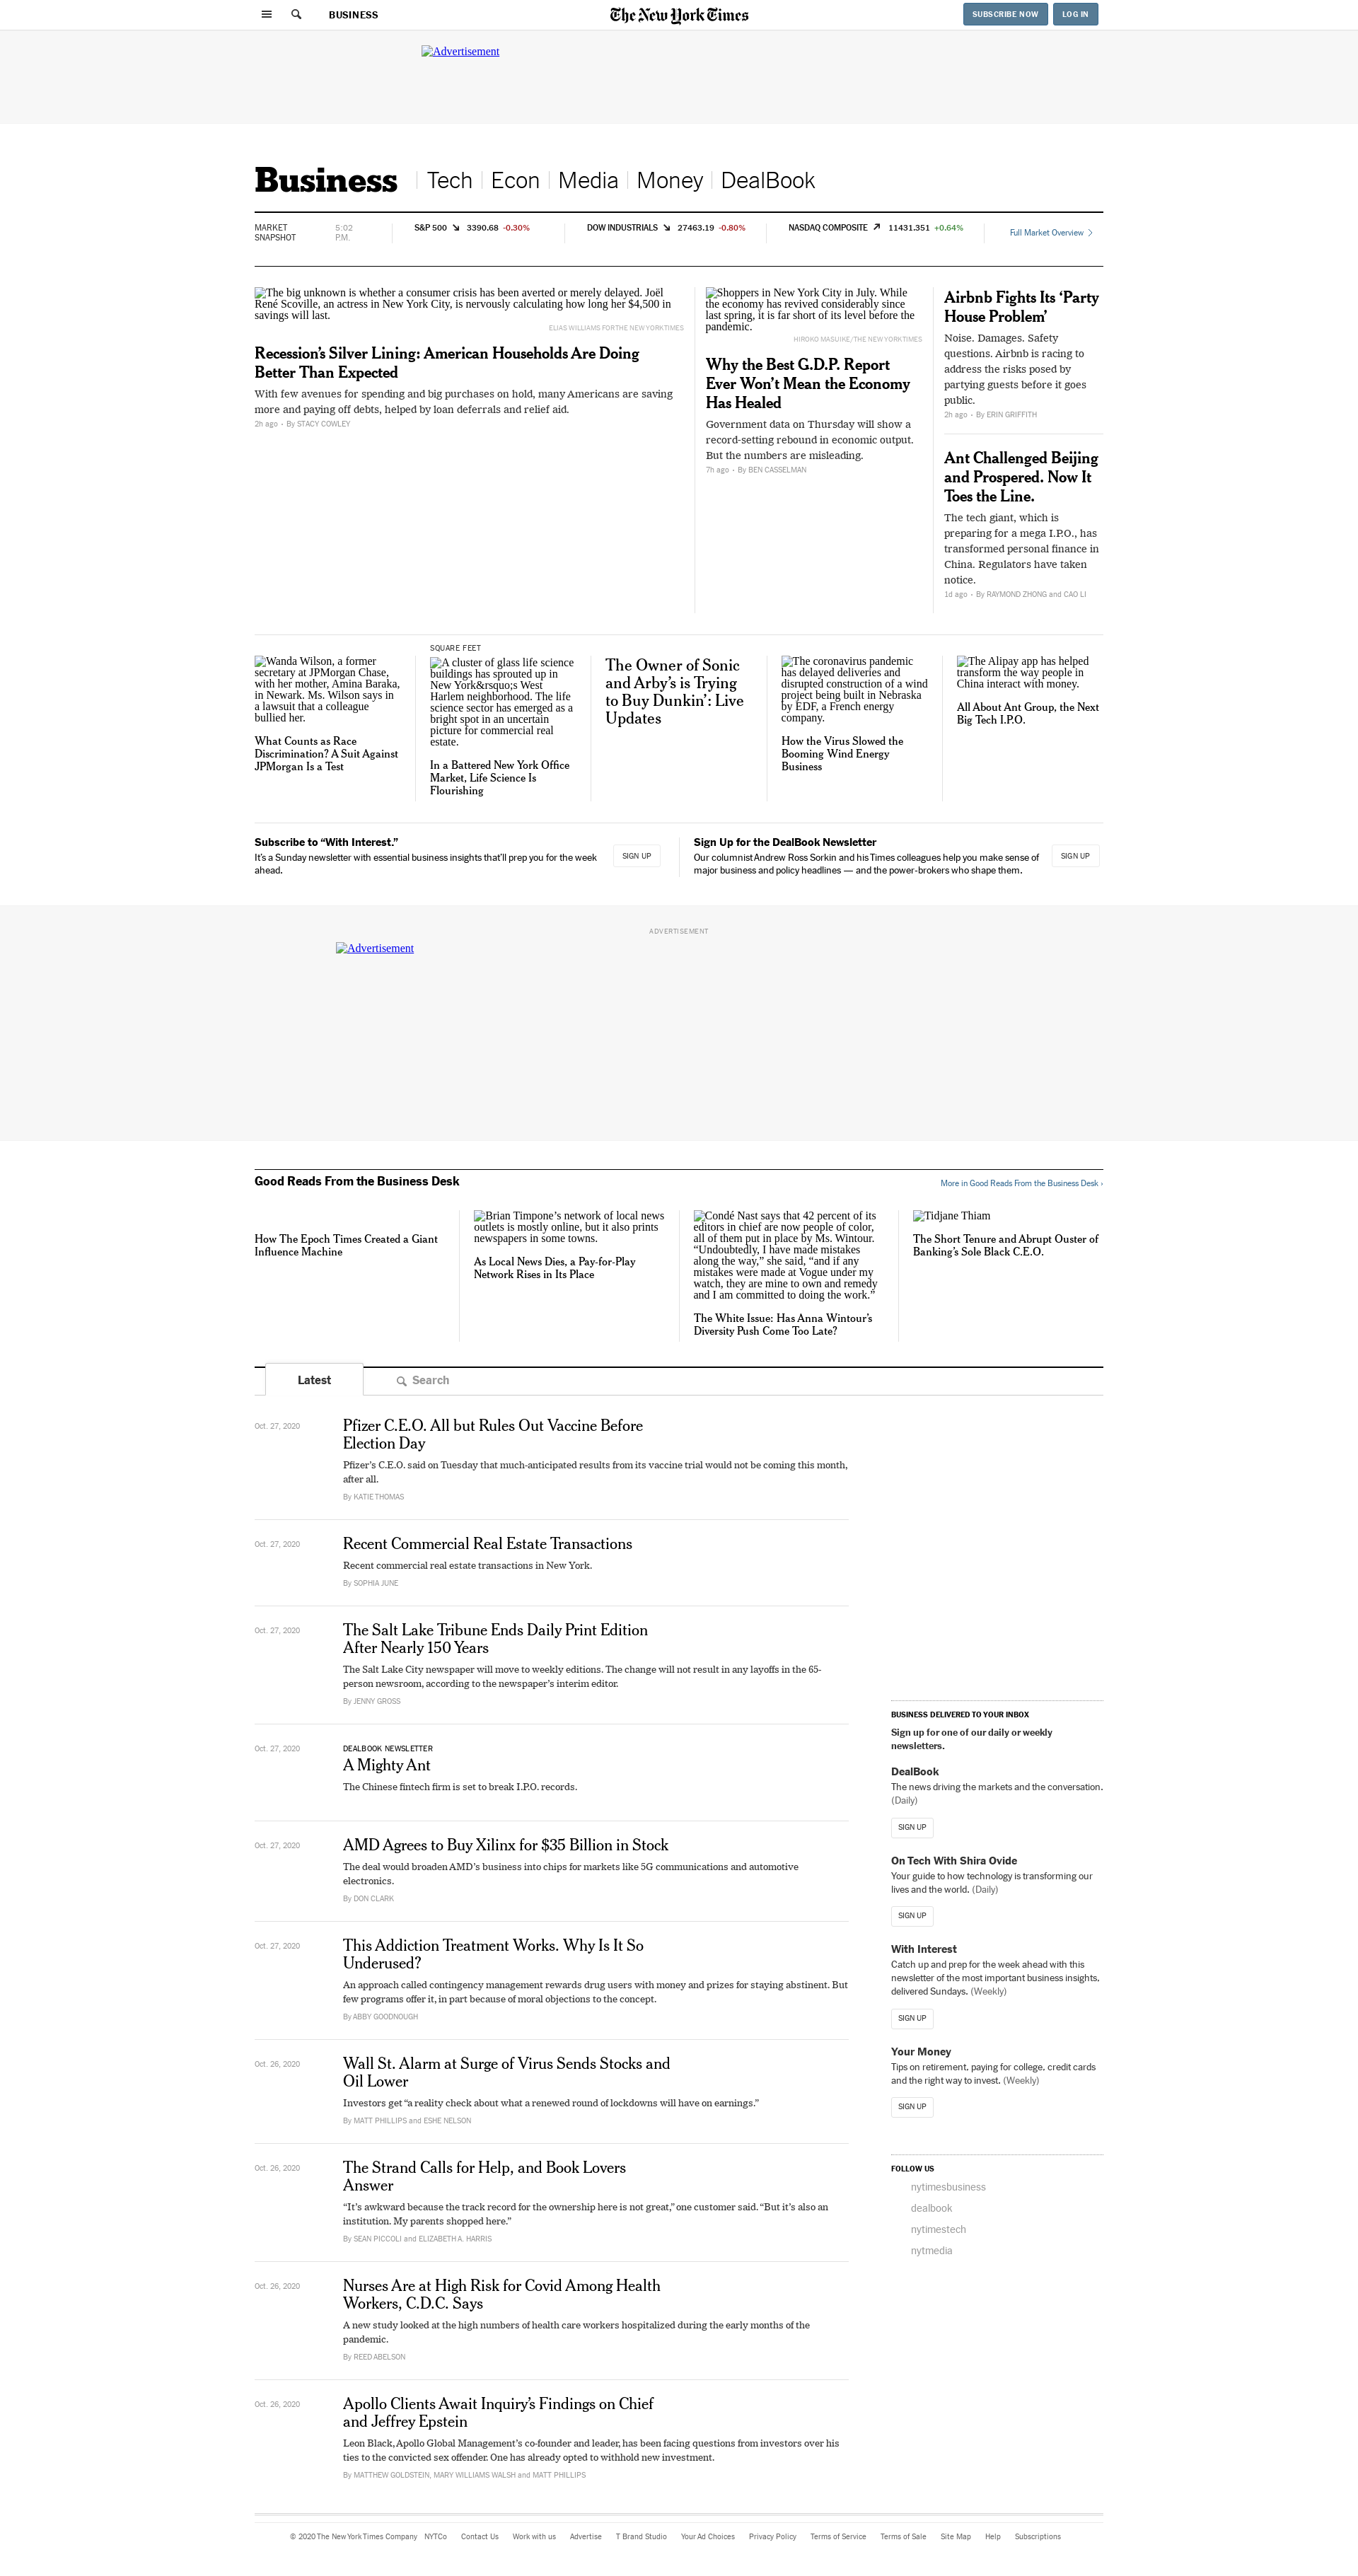 BUSINESS
The New York Times
SUBSCRIBE NOW
LOG IN
Advertisement
Business
Tech
Econ
Media
Money
DealBook
MARKET
SNAPSHOT
5:02
P.M.
S&P 500 3390.68 -0.30%
DOW INDUSTRIALS 27463.19 -0.80%
NASDAQ COMPOSITE 11431.351 +0.64%
Full Market Overview
The big unknown is whether a consumer crisis has been averted or merely delayed. Joël
René Scoville, an actress in New York City, is nervously calculating how long her $4,500 in
savings will last.
ELIAS WILLIAMS FOR THE NEW YORK TIMES
Recession’s Silver Lining: American Households Are Doing
Better Than Expected
With few avenues for spending and big purchases on hold, many Americans are saving
more and paying off debts, helped by loan deferrals and relief aid.
2h ago • By STACY COWLEY
Shoppers in New York City in July. While
the economy has revived considerably since
last spring, it is far short of its level before the
pandemic.
HIROKO MASUIKE/THE NEW YORK TIMES
Why the Best G.D.P. Report
Ever Won’t Mean the Economy
Has Healed
Government data on Thursday will show a
record-setting rebound in economic output.
But the numbers are misleading.
7h ago • By BEN CASSELMAN
Airbnb Fights Its ‘Party
House Problem’
Noise. Damages. Safety
questions. Airbnb is racing to
address the risks posed by
partying guests before it goes
public.
2h ago • By ERIN GRIFFITH
Ant Challenged Beijing
and Prospered. Now It
Toes the Line.
The tech giant, which is
preparing for a mega I.P.O., has
transformed personal finance in
China. Regulators have taken
notice.
1d ago • By RAYMOND ZHONG and CAO LI
Wanda Wilson, a former
secretary at JPMorgan Chase,
with her mother, Amina Baraka,
in Newark. Ms. Wilson says in
a lawsuit that a colleague
bullied her.
What Counts as Race
Discrimination? A Suit Against
JPMorgan Is a Test
SQUARE FEET
A cluster of glass life science
buildings has sprouted up in
New York&rsquo;s West
Harlem neighborhood. The life
science sector has emerged as a
bright spot in an uncertain
picture for commercial real
estate.
In a Battered New York Office
Market, Life Science Is
Flourishing
The Owner of Sonic
and Arby’s is Trying
to Buy Dunkin’: Live
Updates
The coronavirus pandemic
has delayed deliveries and
disrupted construction of a wind
project being built in Nebraska
by EDF, a French energy
company.
How the Virus Slowed the
Booming Wind Energy
Business
The Alipay app has helped
transform the way people in
China interact with money.
All About Ant Group, the Next
Big Tech I.P.O.
Subscribe to “With Interest.”
It’s a Sunday newsletter with essential business insights that’ll prep you for the week
ahead.
SIGN UP
Sign Up for the DealBook Newsletter
Our columnist Andrew Ross Sorkin and his Times colleagues help you make sense of
major business and policy headlines — and the power-brokers who shape them.
SIGN UP
ADVERTISEMENT
Advertisement
Good Reads From the Business Desk
More in Good Reads From the Business Desk ›
How The Epoch Times Created a Giant
Influence Machine
Brian Timpone’s network of local news
outlets is mostly online, but it also prints
newspapers in some towns.
As Local News Dies, a Pay-for-Play
Network Rises in Its Place
Condé Nast says that 42 percent of its
editors in chief are now people of color,
all of them put in place by Ms. Wintour.
“Undoubtedly, I have made mistakes
along the way,” she said, “and if any
mistakes were made at Vogue under my
watch, they are mine to own and remedy
and I am committed to doing the work.”
The White Issue: Has Anna Wintour’s
Diversity Push Come Too Late?
Tidjane Thiam
The Short Tenure and Abrupt Ouster of
Banking’s Sole Black C.E.O.
Latest
Search
Oct. 27, 2020
Pfizer C.E.O. All but Rules Out Vaccine Before
Election Day
Pfizer’s C.E.O. said on Tuesday that much-anticipated results from its vaccine trial would not be coming this month,
after all.
By KATIE THOMAS
Oct. 27, 2020
Recent Commercial Real Estate Transactions
Recent commercial real estate transactions in New York.
By SOPHIA JUNE
Oct. 27, 2020
The Salt Lake Tribune Ends Daily Print Edition
After Nearly 150 Years
The Salt Lake City newspaper will move to weekly editions. The change will not result in any layoffs in the 65-
person newsroom, according to the newspaper’s interim editor.
By JENNY GROSS
Oct. 27, 2020
DEALBOOK NEWSLETTER
A Mighty Ant
The Chinese fintech firm is set to break I.P.O. records.
Oct. 27, 2020
AMD Agrees to Buy Xilinx for $35 Billion in Stock
The deal would broaden AMD’s business into chips for markets like 5G communications and automotive
electronics.
By DON CLARK
Oct. 27, 2020
This Addiction Treatment Works. Why Is It So
Underused?
An approach called contingency management rewards drug users with money and prizes for staying abstinent. But
few programs offer it, in part because of moral objections to the concept.
By ABBY GOODNOUGH
Oct. 26, 2020
Wall St. Alarm at Surge of Virus Sends Stocks and
Oil Lower
Investors get “a reality check about what a renewed round of lockdowns will have on earnings.”
By MATT PHILLIPS and ESHE NELSON
Oct. 26, 2020
The Strand Calls for Help, and Book Lovers
Answer
“It’s awkward because the track record for the ownership here is not great,” one customer said. “But it’s also an
institution. My parents shopped here.”
By SEAN PICCOLI and ELIZABETH A. HARRIS
Oct. 26, 2020
Nurses Are at High Risk for Covid Among Health
Workers, C.D.C. Says
A new study looked at the high numbers of health care workers hospitalized during the early months of the
pandemic.
By REED ABELSON
Oct. 26, 2020
Apollo Clients Await Inquiry’s Findings on Chief
and Jeffrey Epstein
Leon Black, Apollo Global Management’s co-founder and leader, has been facing questions from investors over his
ties to the convicted sex offender. One has already opted to withhold new investment.
By MATTHEW GOLDSTEIN, MARY WILLIAMS WALSH and MATT PHILLIPS
BUSINESS DELIVERED TO YOUR INBOX
Sign up for one of our daily or weekly
newsletters.
DealBook
The news driving the markets and the conversation.
(Daily)
SIGN UP
On Tech With Shira Ovide
Your guide to how technology is transforming our
lives and the world. (Daily)
SIGN UP
With Interest
Catch up and prep for the week ahead with this
newsletter of the most important business insights,
delivered Sundays. (Weekly)
SIGN UP
Your Money
Tips on retirement, paying for college, credit cards
and the right way to invest. (Weekly)
SIGN UP
FOLLOW US
nytimesbusiness
dealbook
nytimestech
nytmedia
© 2020 The New York Times Company NYTCo Contact Us Work with us Advertise T Brand Studio Your Ad Choices Privacy Policy Terms of Service Terms of Sale Site Map Help Subscriptions